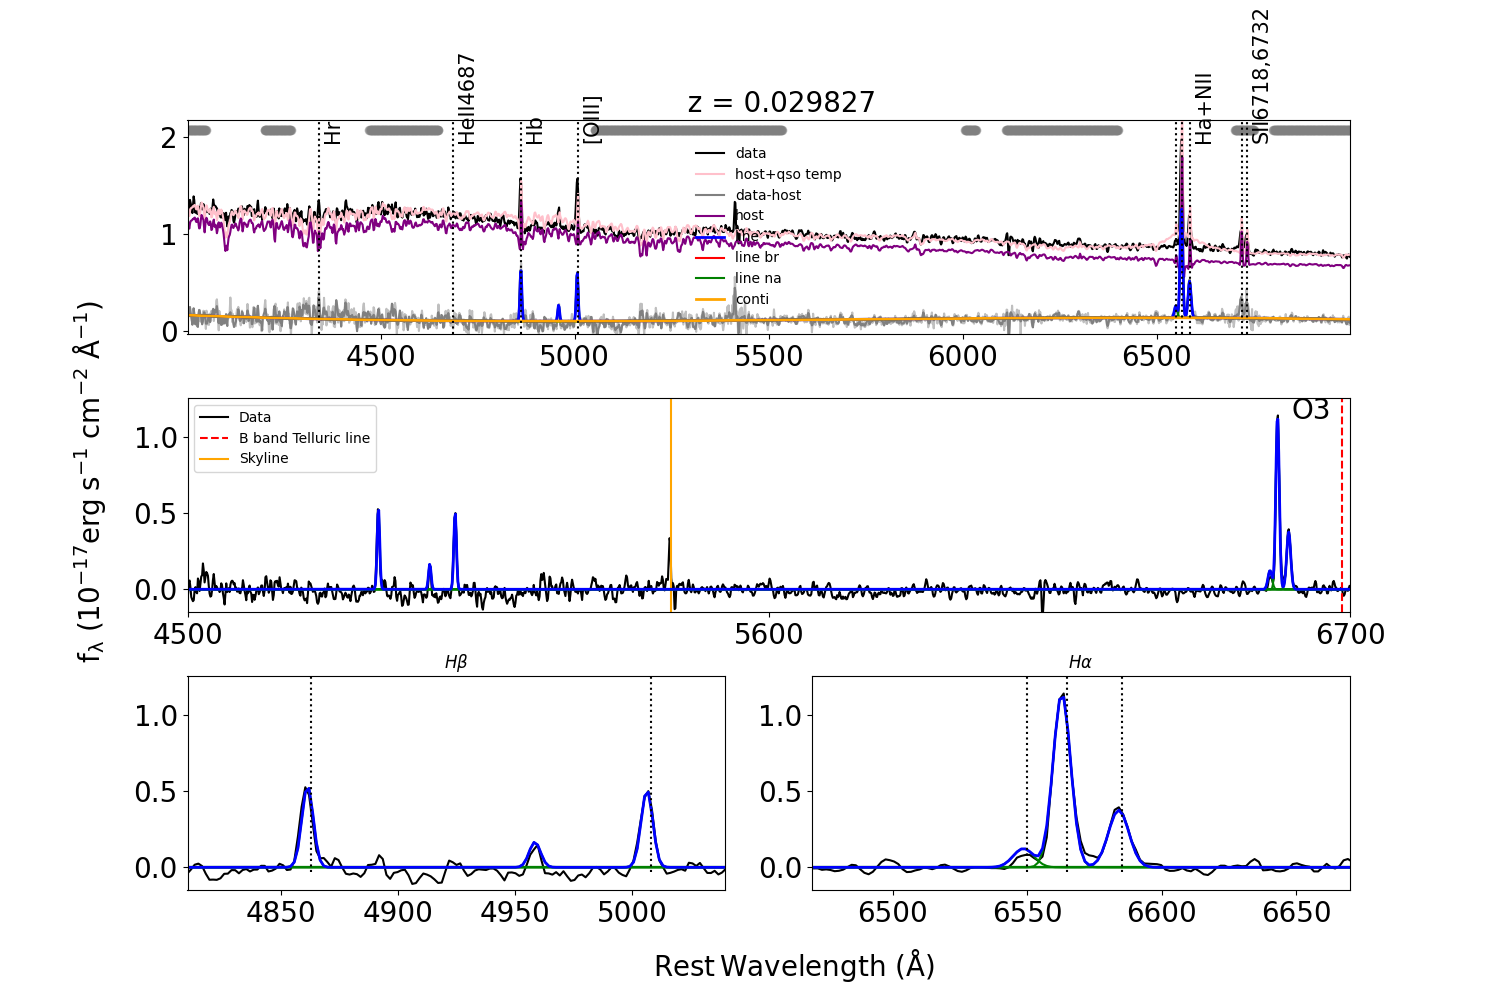 z = 0.029827
Hr
HeII4687
Hb
[OIII]
Ha+NII
SII6718,6732
data
host+qso temp
data-host
host
line
line br
line na
conti
2
1
0
4500
5000
5500
6000
6500
Data
B band Telluric line
Skyline
O3
1.0
0.5
0.0
4500
5600
6700
fλ (10−17erg s−1 cm−2 Å−1)
Hβ
1.0
0.5
0.0
4850
4900
4950
5000
Hα
1.0
0.5
0.0
6500
6550
6600
6650
Rest Wavelength (Å)